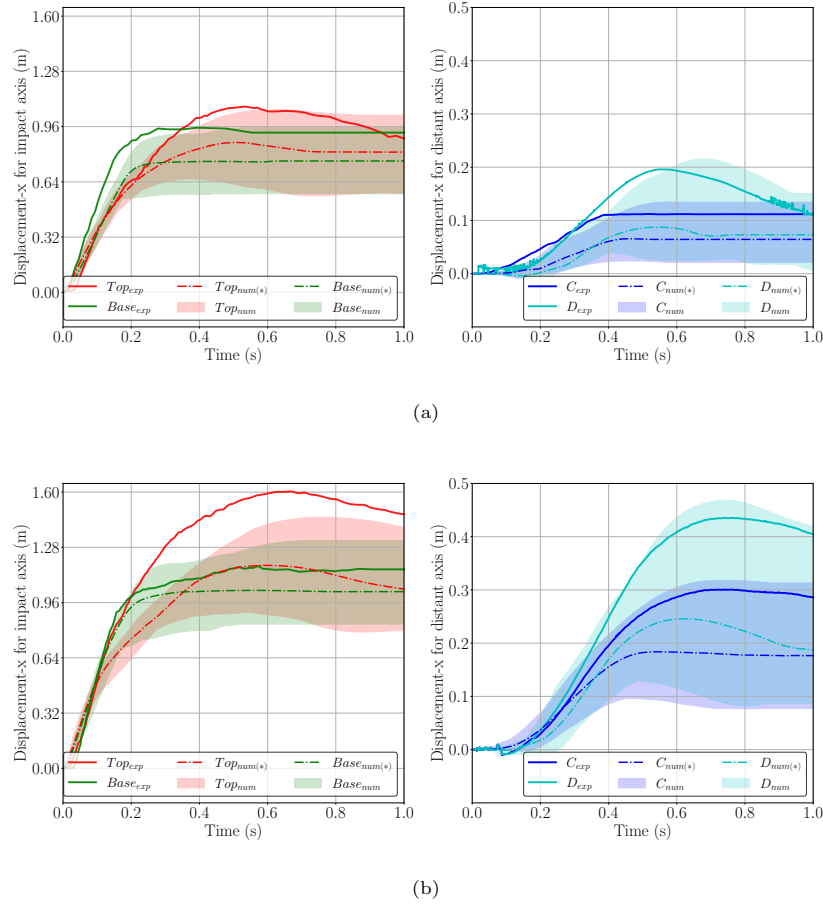 Displacement-x for impact axis (m)
1.60
1.28
0.96
0.64
0.32
0.00
Top_exp Top_num(*) Base_num(*)
Base_exp Top_num Base_num
0.0 0.2 0.4 0.6 0.8 1.0
Time (s)
Displacement-x for distant axis (m)
0.5
0.4
0.3
0.2
0.1
0.0
C_exp C_num(*) D_num(*)
D_exp C_num D_num
0.0 0.2 0.4 0.6 0.8 1.0
Time (s)
(a)
Displacement-x for impact axis (m)
1.60
1.28
0.96
0.64
0.32
0.00
Top_exp Top_num(*) Base_num(*)
Base_exp Top_num Base_num
0.0 0.2 0.4 0.6 0.8 1.0
Time (s)
Displacement-x for distant axis (m)
0.5
0.4
0.3
0.2
0.1
0.0
C_exp C_num(*) D_num(*)
D_exp C_num D_num
0.0 0.2 0.4 0.6 0.8 1.0
Time (s)
(b)